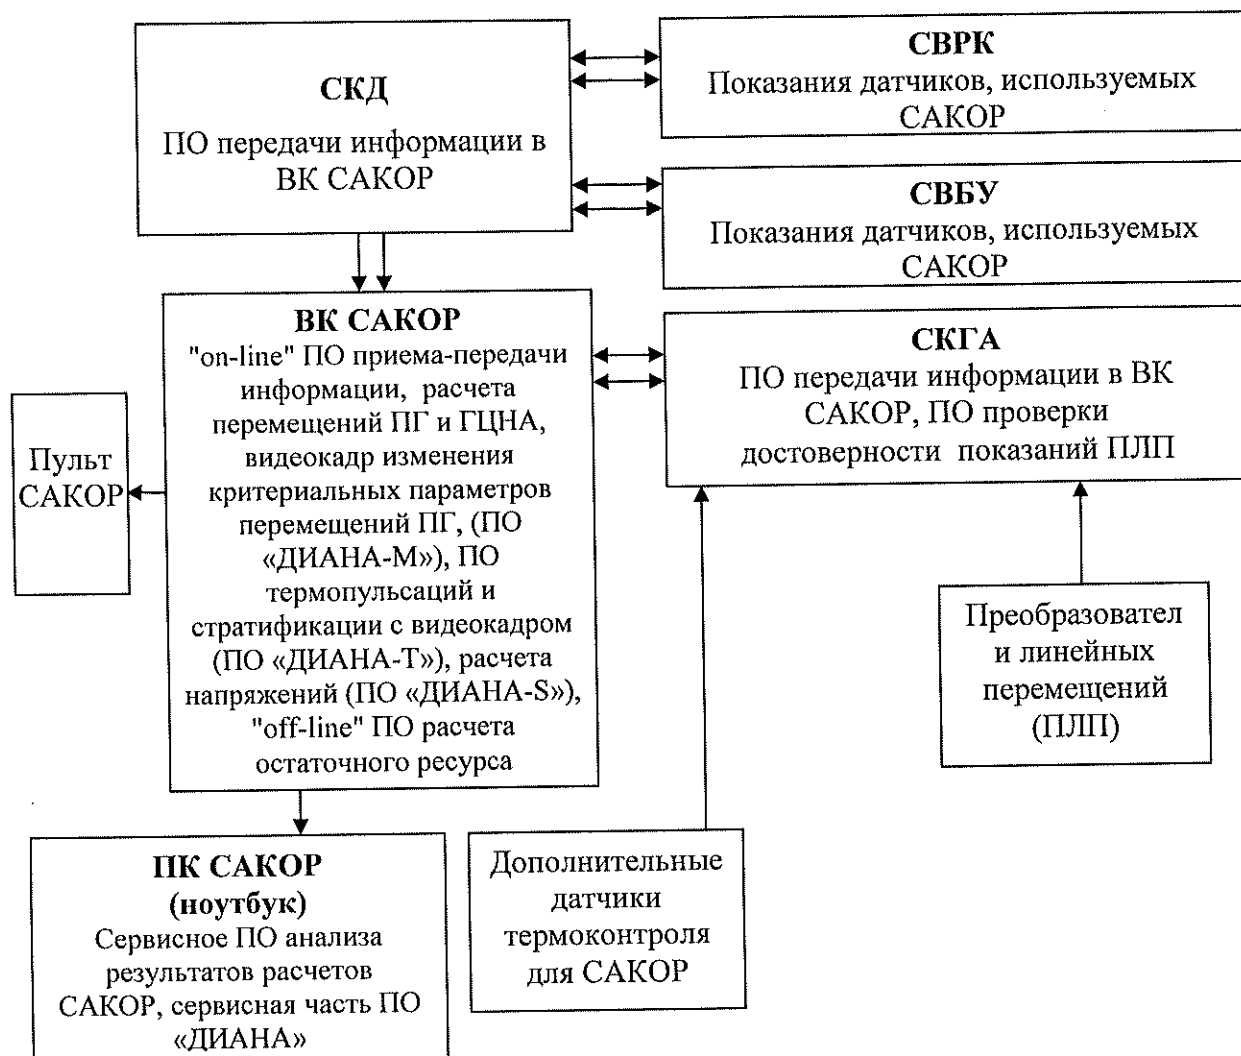 СКД
ПО передачи информации в
ВК САКОР
СВРК
Показания датчиков, используемых
САКОР
СВБУ
Показания датчиков, используемых
САКОР
ВК САКОР
"on-line" ПО приема-передачи
информации, расчета
перемещений ПГ и ГЦНА,
видеокадр изменения
критериальных параметров
перемещений ПГ, (ПО
«ДИАНА-М»), ПО
термопульсаций и
стратификации с видеокадром
(ПО «ДИАНА-Т»), расчета
напряжений (ПО «ДИАНА-S»),
"off-line" ПО расчета
остаточного ресурса
СКГА
ПО передачи информации в ВК
САКОР, ПО проверки
достоверности показаний ПЛП
Пульт
САКОР
Преобразовател
и линейных
перемещений
(ПЛП)
ПК САКОР
(ноутбук)
Сервисное ПО анализа
результатов расчетов
САКОР, сервисная часть ПО
«ДИАНА»
Дополнительные
датчики
термоконтроля
для САКОР